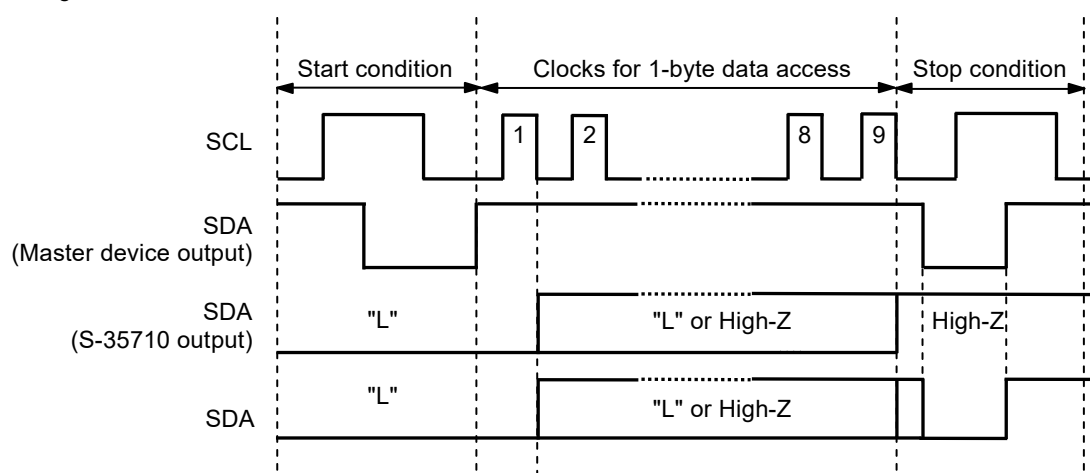 Start condition
Clocks for 1-byte data access
Stop condition
SCL
1
2
8
9
SDA
(Master device output)
SDA
(S-35710 output)
"L"
"L" or High-Z
High-Z
SDA
"L"
"L" or High-Z